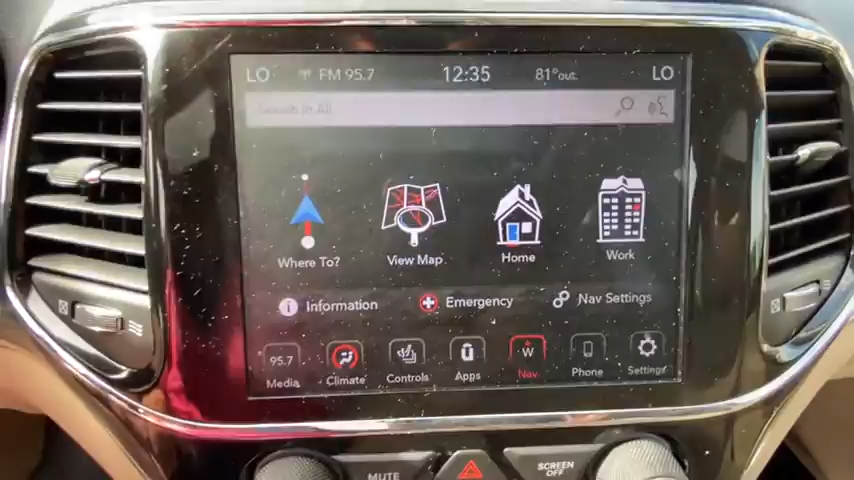 LO FM 95.7 12:35 81°out. LO
Search in All
Where To? View Map Home Work
Information Emergency Nav Settings
95.7 W
Media Climate Controls Apps Nav Phone Settings
MUTE SCREEN OFF